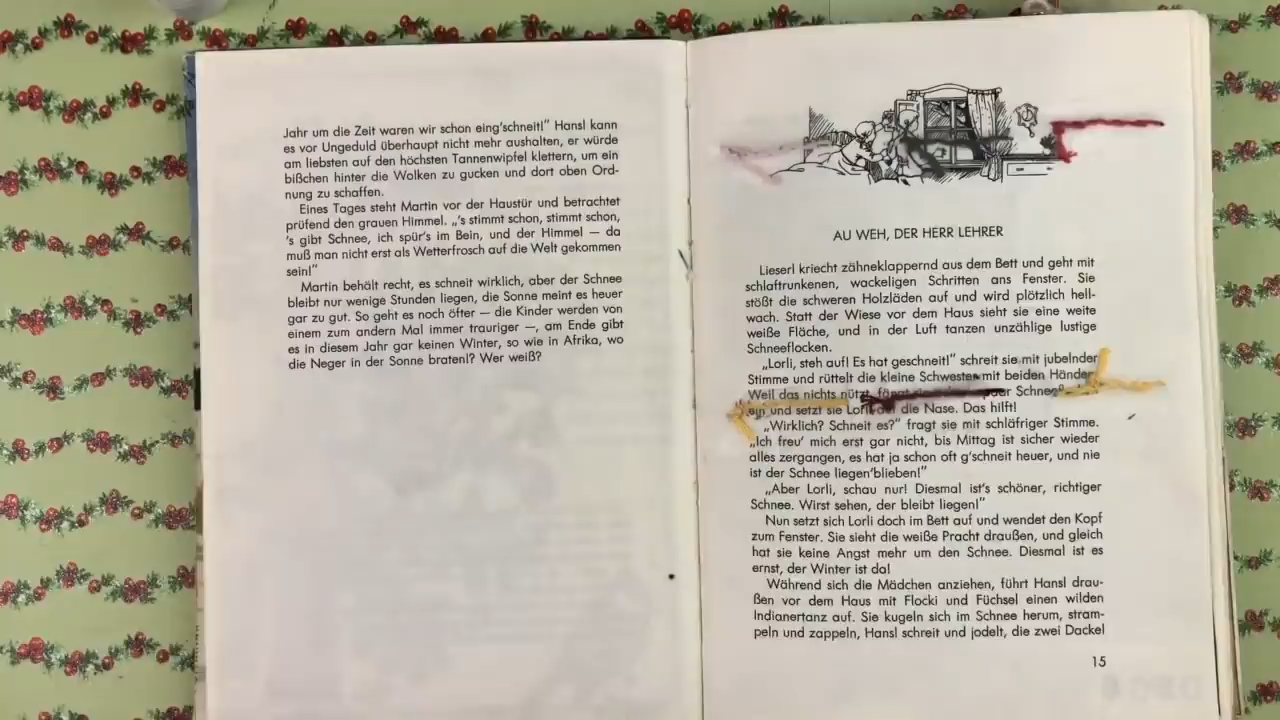 Jahr um die Zeit waren wir schon eing'schneit!" Hansl kann
es vor Ungeduld überhaupt nicht mehr aushalten, er würde
am liebsten auf den höchsten Tannenwipfel klettern, um ein
bißchen hinter die Wolken zu gucken und dort oben Ord-
nung zu schaffen.
Eines Tages steht Martin vor der Haustür und betrachtet
prüfend den grauen Himmel. „'s stimmt schon, stimmt schon,
's gibt Schnee, ich spür's im Bein, und der Himmel — da
muß man nicht erst als Wetterfrosch auf die Welt gekommen
sein!"
Martin behält recht, es schneit wirklich, aber der Schnee
bleibt nur wenige Stunden liegen, die Sonne meint es heuer
gar zu gut. So geht es noch öfter — die Kinder werden von
einem zum andern Mal immer trauriger —, am Ende gibt
es in diesem Jahr gar keinen Winter, so wie in Afrika, wo
die Neger in der Sonne braten!? Wer weiß?
AU WEH, DER HERR LEHRER
Lieserl kriecht zähneklappernd aus dem Bett und geht mit
schlaftrunkenen, wackeligen Schritten ans Fenster. Sie
stößt die schweren Holzläden auf und wird plötzlich hell-
wach. Statt der Wiese vor dem Haus sieht sie eine weite
weiße Fläche, und in der Luft tanzen unzählige lustige
Schneeflocken.
„Lorli, steh auf! Es hat geschneit!" schreit sie mit jubelnder
Stimme und rüttelt die kleine Schwester mit beiden Händen
Weil das nichts nützt, fängt paar
ein und setzt sie Lorli auf die Nase. Das hilft!
„Wirklich? Schneit es?" fragt sie mit schläfriger Stimme.
„Ich freu' mich erst gar nicht, bis Mittag ist sicher wieder
alles zergangen, es hat ja schon oft g'schneit heuer, und nie
ist der Schnee liegen'blieben!"
„Aber Lorli, schau nur! Diesmal ist's schöner, richtiger
Schnee. Wirst sehen, der bleibt liegen!"
Nun setzt sich Lorli doch im Bett auf und wendet den Kopf
zum Fenster. Sie sieht die weiße Pracht draußen, und gleich
hat sie keine Angst mehr um den Schnee. Diesmal ist es
ernst, der Winter ist da!
Während sich die Mädchen anziehen, führt Hansl drau-
ßen vor dem Haus mit Flocki und Füchsel einen wilden
Indianertanz auf. Sie kugeln sich im Schnee herum, stram-
peln und zappeln, Hansl schreit und jodelt, die zwei Dackel
15